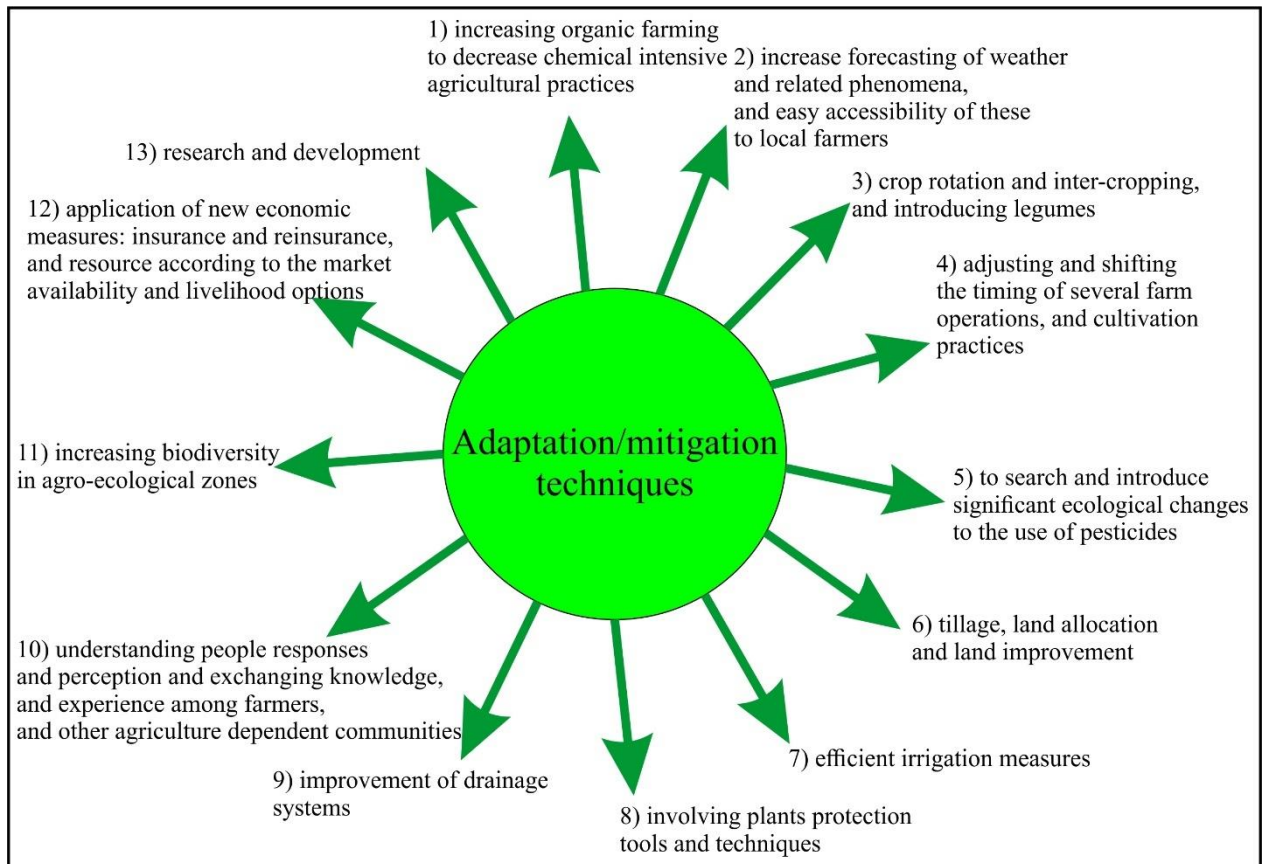 1) increasing organic farming
to decrease chemical intensive
agricultural practices
2) increase forecasting of weather
and related phenomena,
and easy accessibility of these
to local farmers
3) crop rotation and inter-cropping,
and introducing legumes
4) adjusting and shifting
the timing of several farm
operations, and cultivation
practices
5) to search and introduce
significant ecological changes
to the use of pesticides
6) tillage, land allocation
and land improvement
7) efficient irrigation measures
8) involving plants protection
tools and techniques
9) improvement of drainage
systems
10) understanding people responses
and perception and exchanging knowledge,
and experience among farmers,
and other agriculture dependent communities
11) increasing biodiversity
in agro-ecological zones
12) application of new economic
measures: insurance and reinsurance,
and resource according to the market
availability and livelihood options
13) research and development
Adaptation/mitigation
techniques